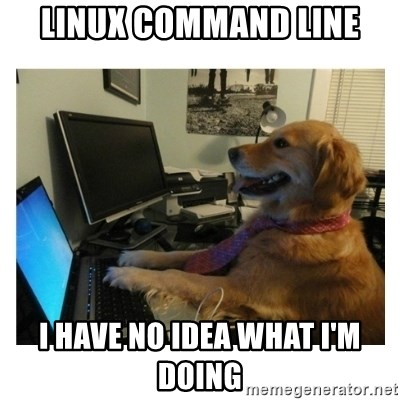 LINUX COMMAND LINE
I HAVE NO IDEA WHAT I'M
DOING
memegenerator.net